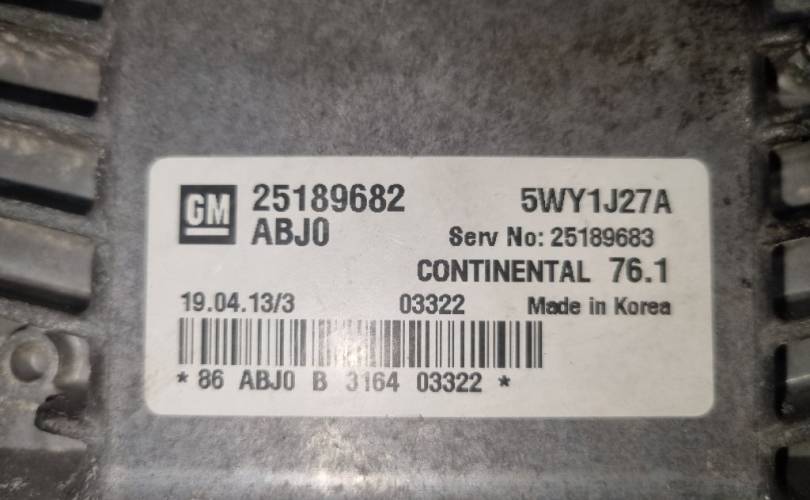 GM 25189682 5WY1J27A
ABJ0 Serv No: 25189683
CONTINENTAL 76.1
19.04.13/3 03322 Made in Korea
* 86 ABJ0 B 3164 03322 *